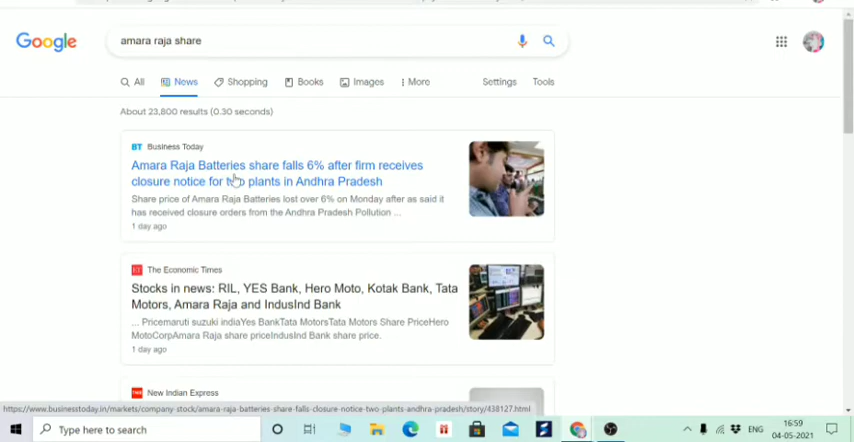 Google
amara raja share
All News Shopping Books Images More Settings Tools
About 23,800 results (0.30 seconds)
BT Business Today
Amara Raja Batteries share falls 6% after firm receives
closure notice for two plants in Andhra Pradesh
Share price of Amara Raja Batteries lost over 6% on Monday after as said it
has received closure orders from the Andhra Pradesh Pollution ...
1 day ago
ET The Economic Times
Stocks in news: RIL, YES Bank, Hero Moto, Kotak Bank, Tata
Motors, Amara Raja and IndusInd Bank
... Pricemaruti suzuki indiaYes BankTata MotorsTata Motors Share PriceHero
MotoCorpAmara Raja share priceIndusInd Bank share price.
1 day ago
New Indian Express
https://www.businesstoday.in/markets/company-stock/amara-raja-batteries-share-falls-closure-notice-two-plants-andhra-pradesh/story/438127.html
Type here to search
ENG
16:59
04-05-2021